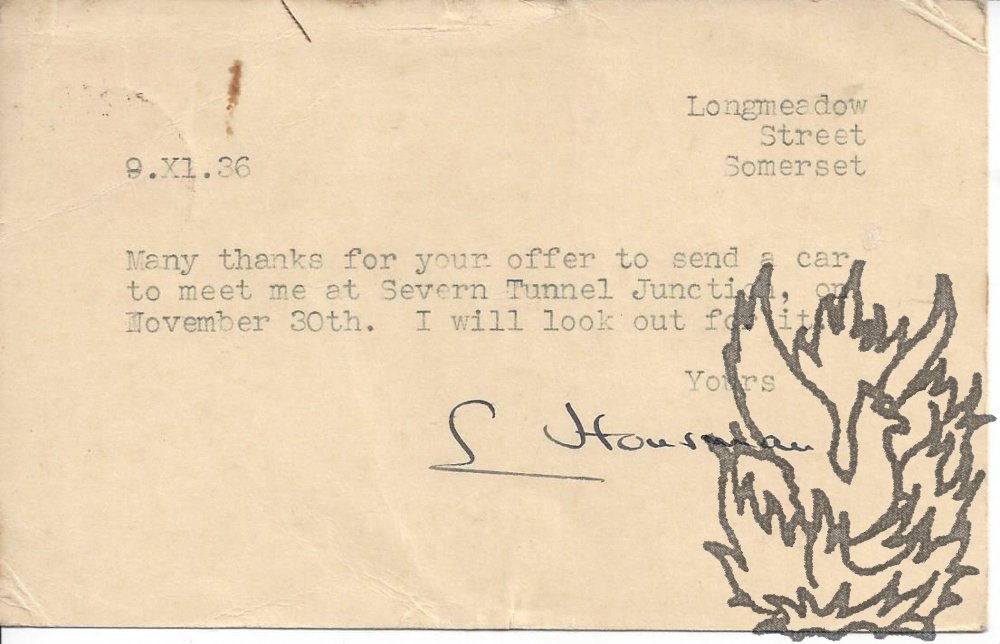 Longmeadow
Street
Somerset
9.X1.36
Many thanks for your offer to send a car
to meet me at Severn Tunnel Junction, on
November 30th. I will look out for it.
Yours
L Housman